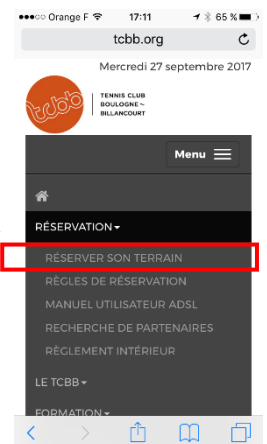 Orange F 17:11 65 %
tcbb.org
Mercredi 27 septembre 2017
tcbb
TENNIS CLUB
BOULOGNE ~
BILLANCOURT
Menu
RÉSERVATION
RÉSERVER SON TERRAIN
RÈGLES DE RÉSERVATION
MANUEL UTILISATEUR ADSL
RECHERCHE DE PARTENAIRES
RÈGLEMENT INTÉRIEUR
LE TCBB
FORMATION